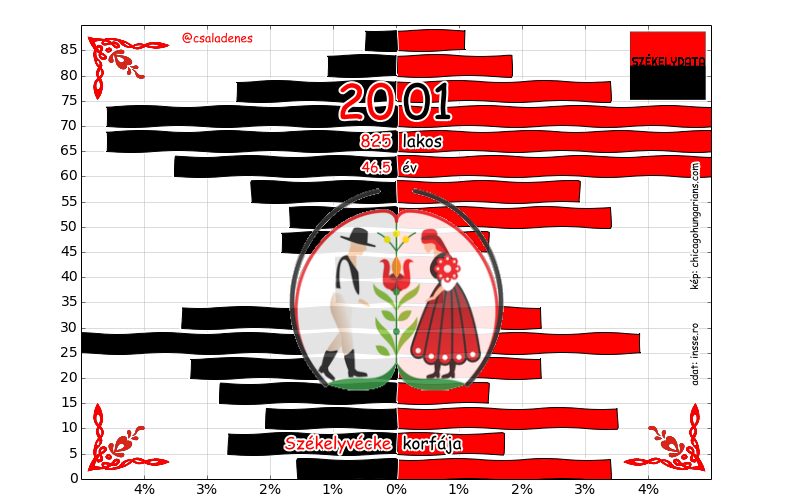 @csaladenes
SZÉKELYDATA
2001
825 lakos
46.5 év
kép: chicagohungarians.com
adat: insse.ro
Székelyvécke korfája
85
80
75
70
65
60
55
50
45
40
35
30
25
20
15
10
5
0
4% 3% 2% 1% 0% 1% 2% 3% 4%